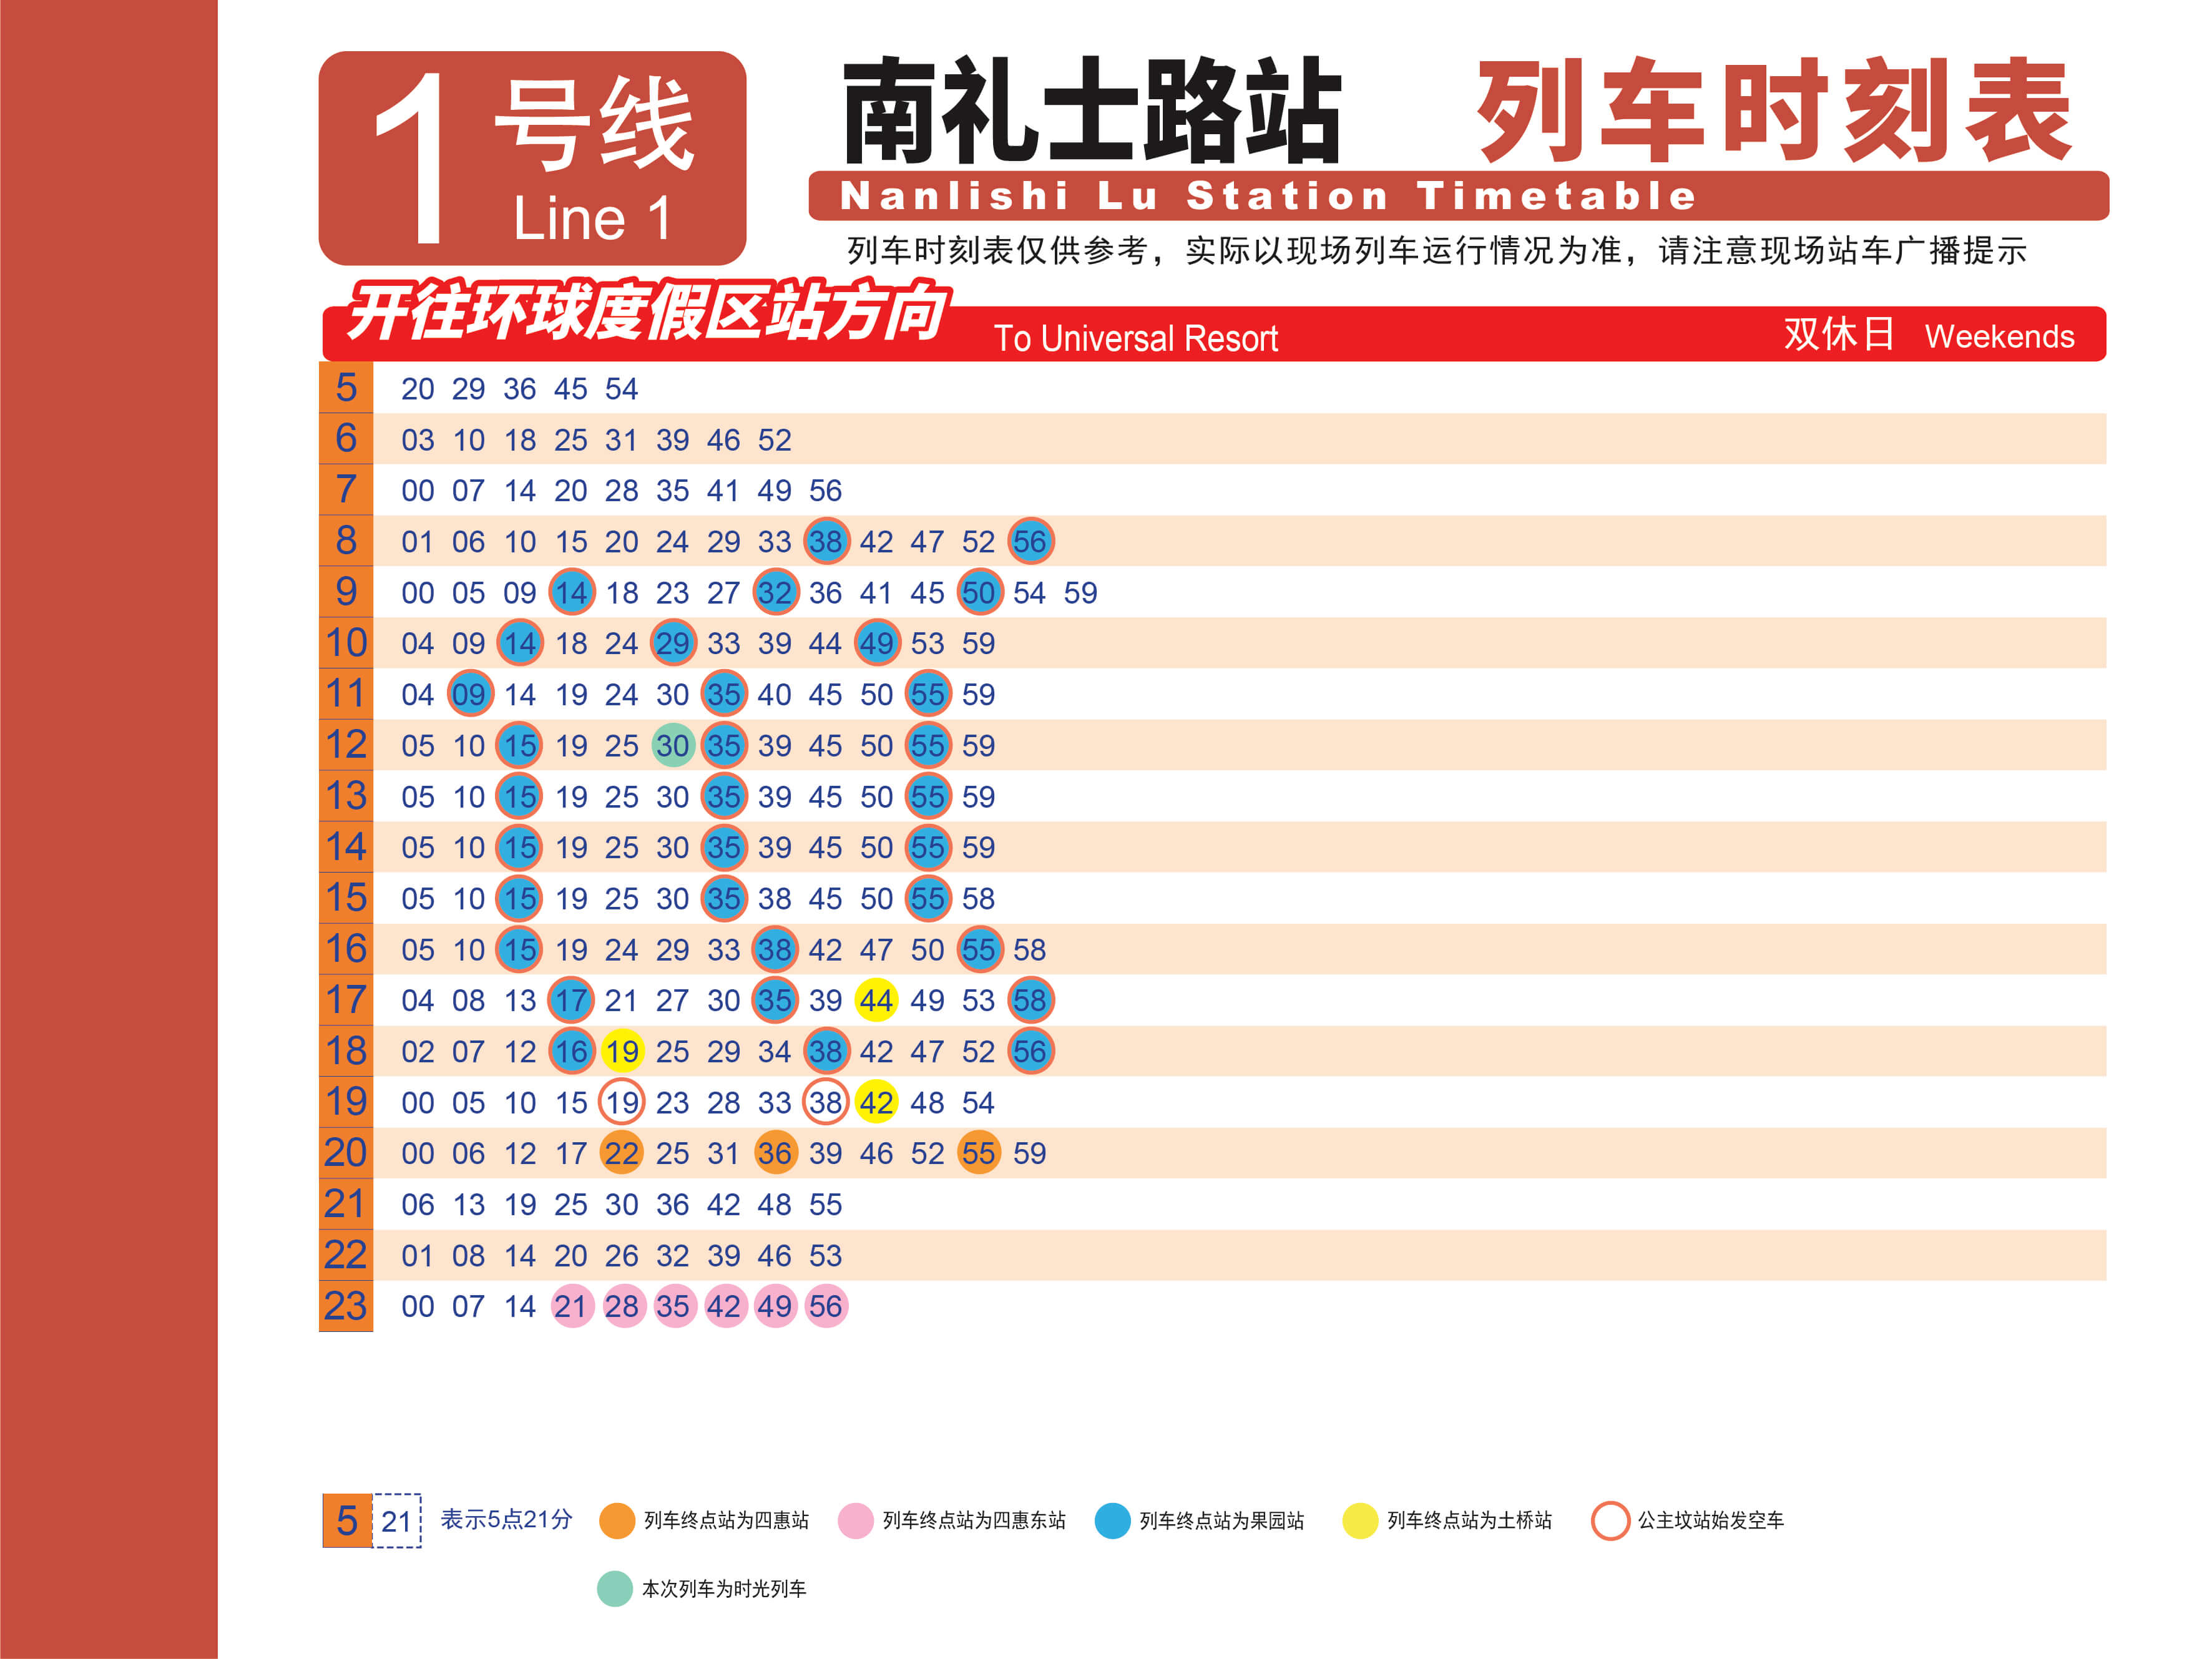 1号线
Line 1
南礼士路站 列车时刻表
Nanlishi Lu Station Timetable
列车时刻表仅供参考，实际以现场列车运行情况为准，请注意现场站车广播提示
开往环球度假区站方向 To Universal Resort 双休日 Weekends
5 20 29 36 45 54
6 03 10 18 25 31 39 46 52
7 00 07 14 20 28 35 41 49 56
8 01 06 10 15 20 24 29 33 38 42 47 52 56
9 00 05 09 14 18 23 27 32 36 41 45 50 54 59
10 04 09 14 18 24 29 33 39 44 49 53 59
11 04 09 14 19 24 30 35 40 45 50 55 59
12 05 10 15 19 25 30 35 39 45 50 55 59
13 05 10 15 19 25 30 35 39 45 50 55 59
14 05 10 15 19 25 30 35 39 45 50 55 59
15 05 10 15 19 25 30 35 38 45 50 55 58
16 05 10 15 19 24 29 33 38 42 47 50 55 58
17 04 08 13 17 21 27 30 35 39 44 49 53 58
18 02 07 12 16 19 25 29 34 38 42 47 52 56
19 00 05 10 15 19 23 28 33 38 42 48 54
20 00 06 12 17 22 25 31 36 39 46 52 55 59
21 06 13 19 25 30 36 42 48 55
22 01 08 14 20 26 32 39 46 53
23 00 07 14 21 28 35 42 49 56
5 21 表示5点21分 列车终点站为四惠站 列车终点站为四惠东站 列车终点站为果园站 列车终点站为土桥站 公主坟站始发空车
本次列车为时光列车